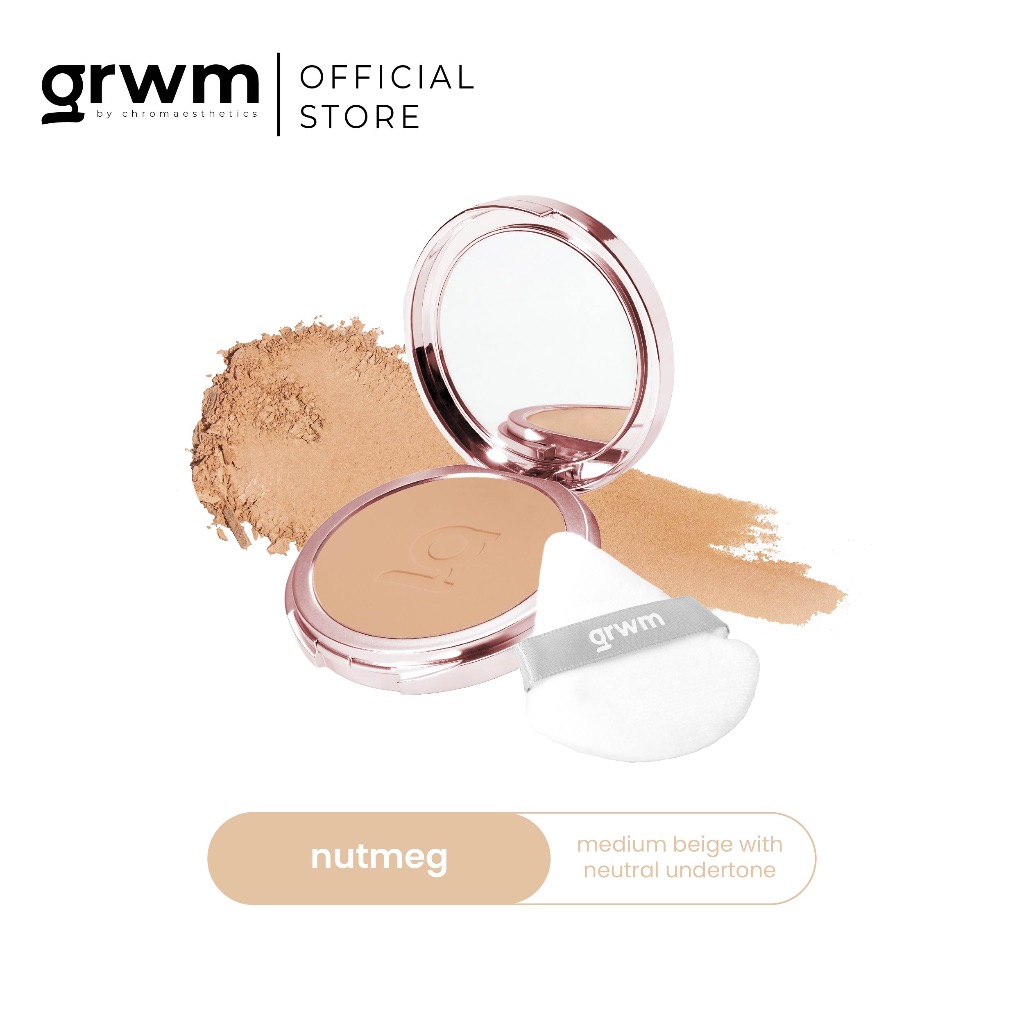 grwm
by chromaesthetics
OFFICIAL
STORE
grwm
nutmeg
medium beige with
neutral undertone